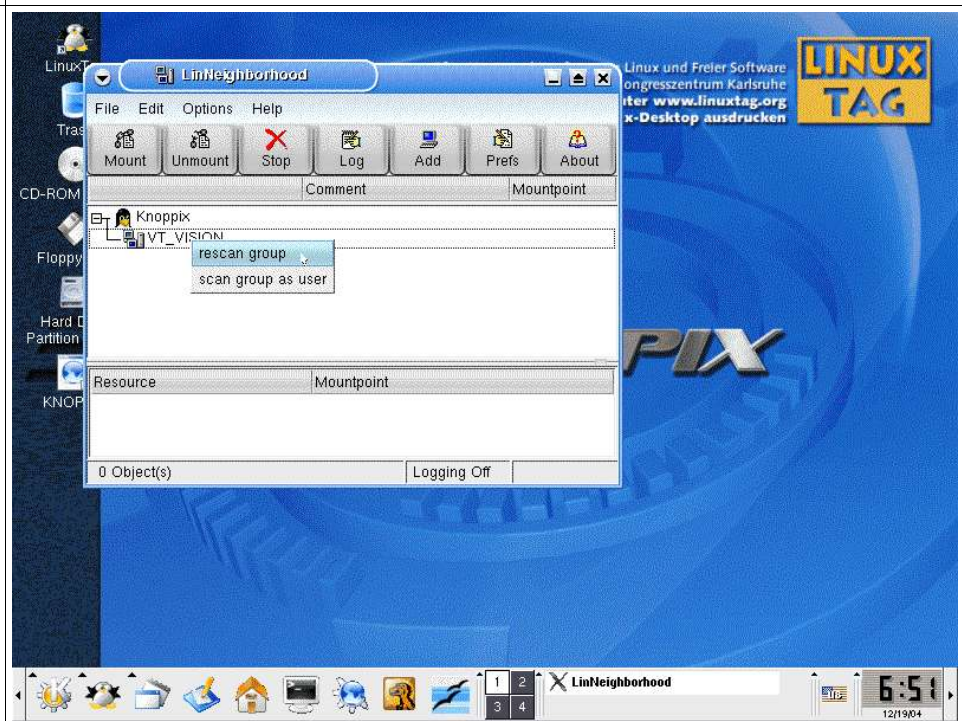 LinuxT
Tras
CD-ROM
Floppy
Hard D
Partition
KNOP
LinNeighborhood
File Edit Options Help
Mount Unmount Stop Log Add Prefs About
Comment Mountpoint
Knoppix
VT_VISION
rescan group
scan group as user
Resource Mountpoint
0 Object(s) Logging Off
Linux und Freier Software
ongresszentrum Karlsruhe
ter www.linuxtag.org
x-Desktop ausdrucken
LINUX
TAG
PIX
1 2
3 4
LinNeighborhood
6:51
12/19/04